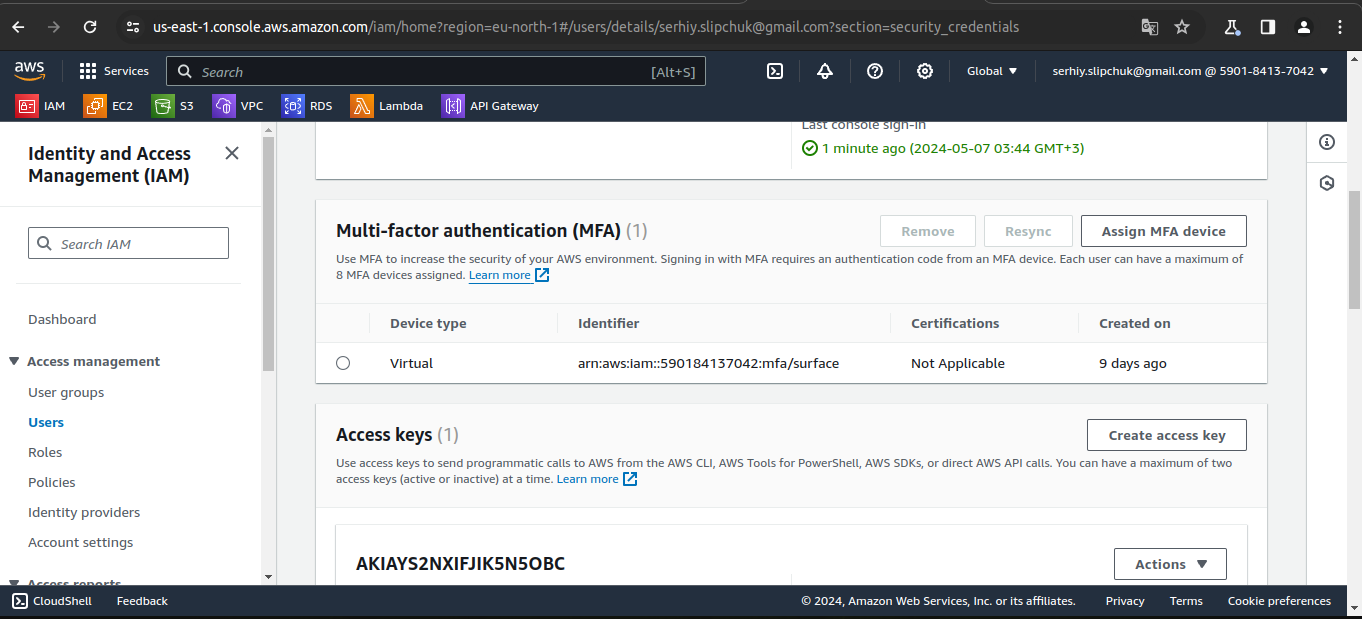 us-east-1.console.aws.amazon.com/iam/home?region=eu-north-1#/users/details/serhiy.slipchuk@gmail.com?section=security_credentials
aws
Services
Search
[Alt+S]
Global
serhiy.slipchuk@gmail.com @ 5901-8413-7042
IAM
EC2
S3
VPC
RDS
Lambda
API Gateway
Identity and Access
Management (IAM)
Search IAM
Dashboard
Access management
User groups
Users
Roles
Policies
Identity providers
Account settings
Access reports
Last console sign-in
1 minute ago (2024-05-07 03:44 GMT+3)
Multi-factor authentication (MFA) (1)
Remove
Resync
Assign MFA device
Use MFA to increase the security of your AWS environment. Signing in with MFA requires an authentication code from an MFA device. Each user can have a maximum of
8 MFA devices assigned. Learn more
Device type
Identifier
Certifications
Created on
Virtual
arn:aws:iam::590184137042:mfa/surface
Not Applicable
9 days ago
Access keys (1)
Create access key
Use access keys to send programmatic calls to AWS from the AWS CLI, AWS Tools for PowerShell, AWS SDKs, or direct AWS API calls. You can have a maximum of two
access keys (active or inactive) at a time. Learn more
AKIAYS2NXIFJIK5N5OBC
Actions
CloudShell
Feedback
© 2024, Amazon Web Services, Inc. or its affiliates.
Privacy
Terms
Cookie preferences